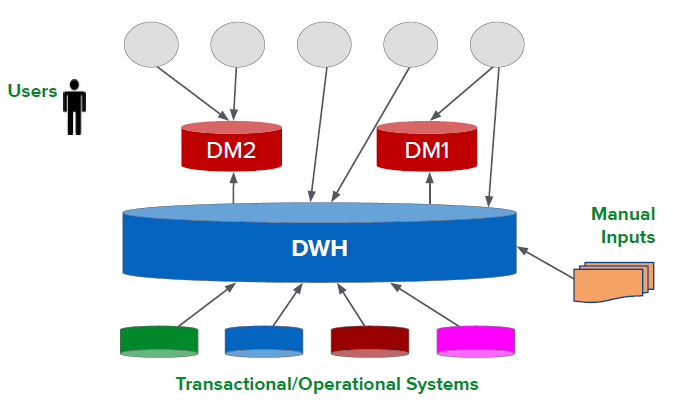 Users
DM2
DM1
Manual
Inputs
DWH
Transactional/Operational Systems